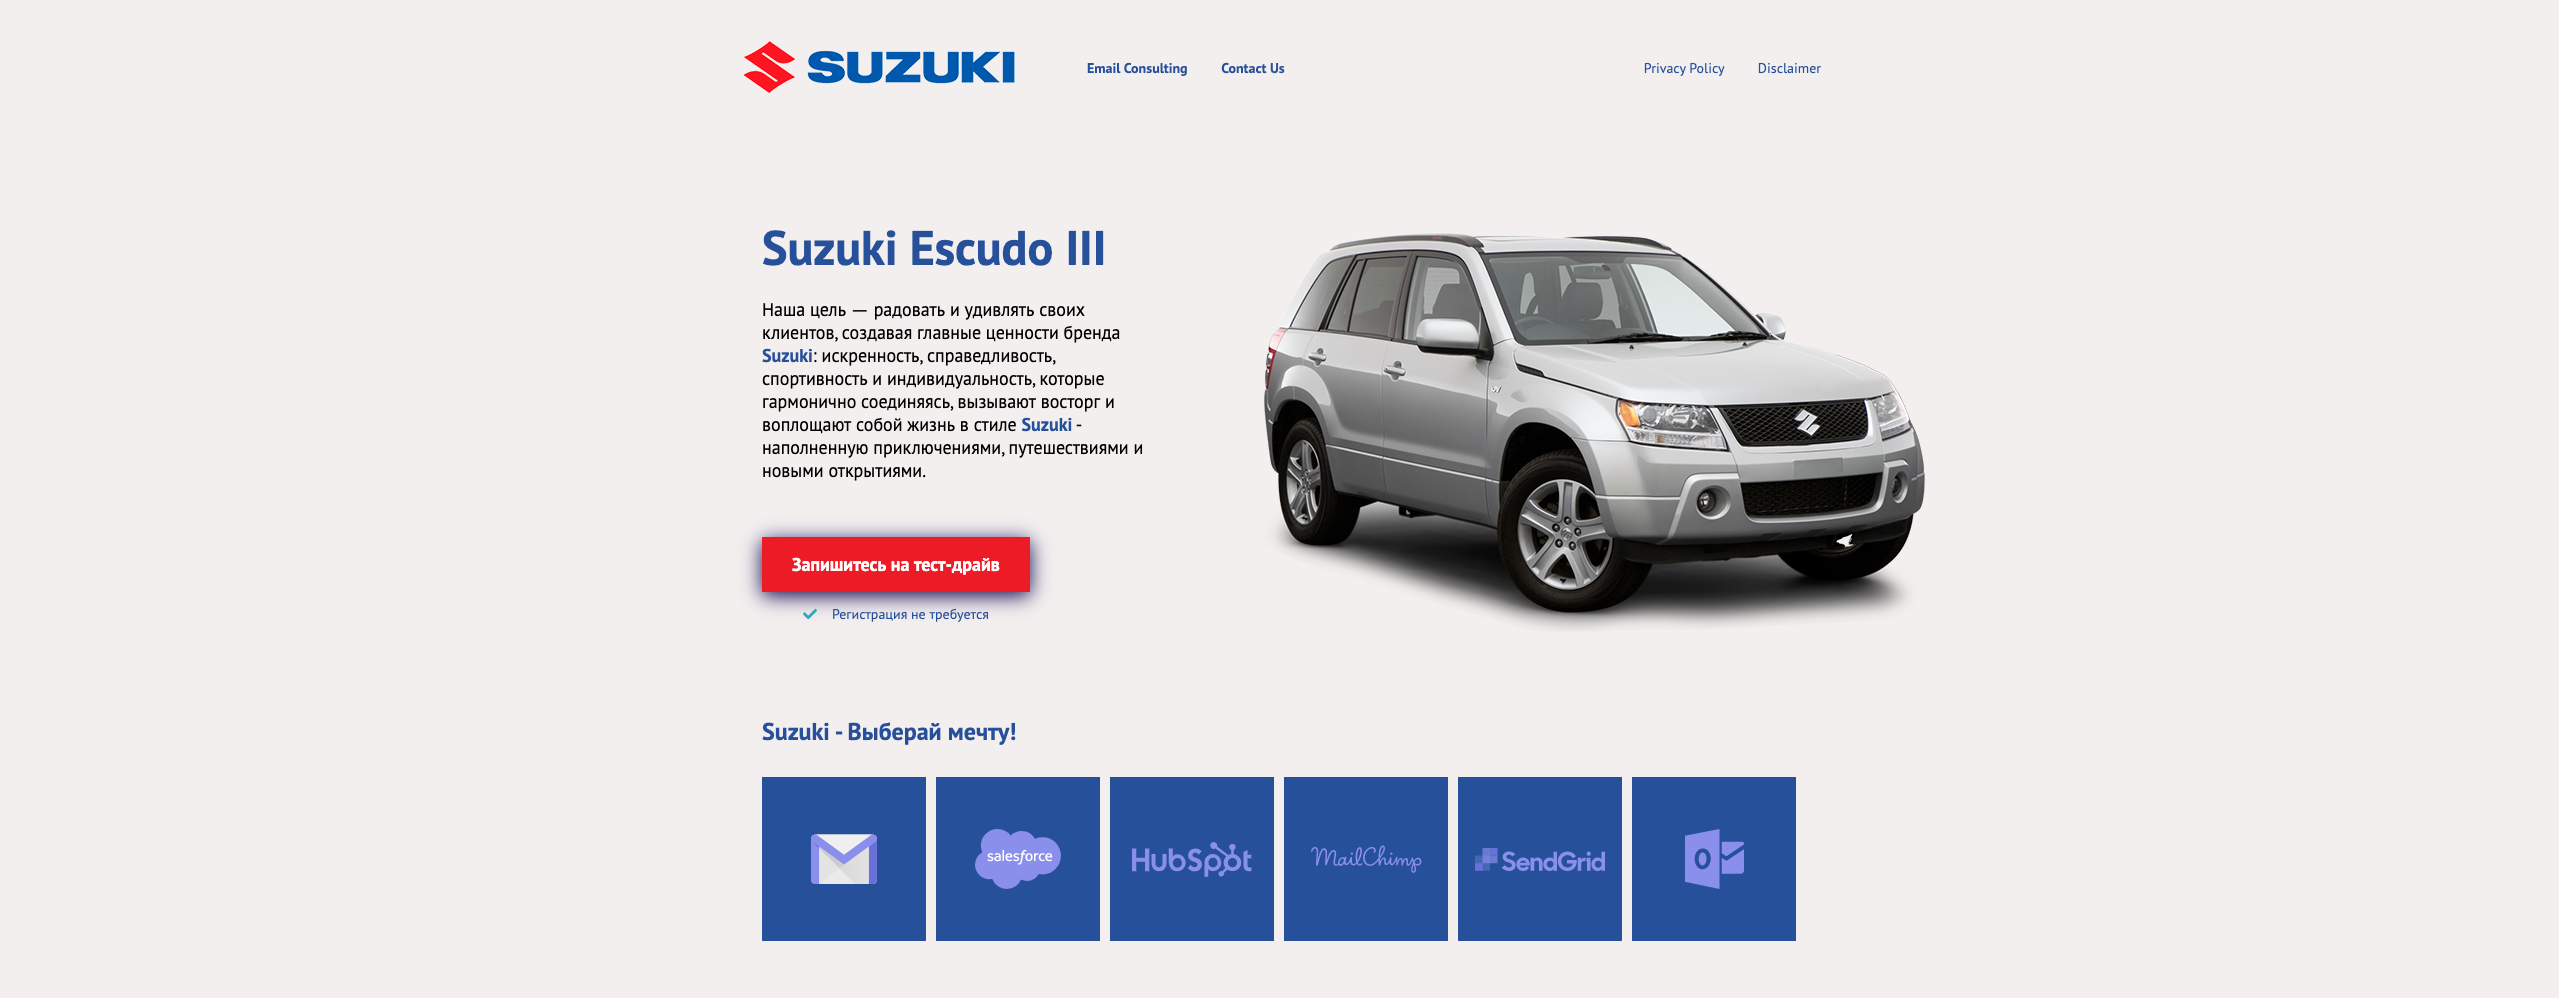 SUZUKI
Email Consulting
Contact Us
Privacy Policy
Disclaimer
Suzuki Escudo III
Наша цель — радовать и удивлять своих
клиентов, создавая главные ценности бренда
Suzuki: искренность, справедливость,
спортивность и индивидуальность, которые
гармонично соединяясь, вызывают восторг и
воплощают собой жизнь в стиле Suzuki -
наполненную приключениями, путешествиями и
новыми открытиями.
Запишитесь на тест-драйв
Регистрация не требуется
Suzuki - Выберай мечту!
salesforce
HubSpot
MailChimp
SendGrid